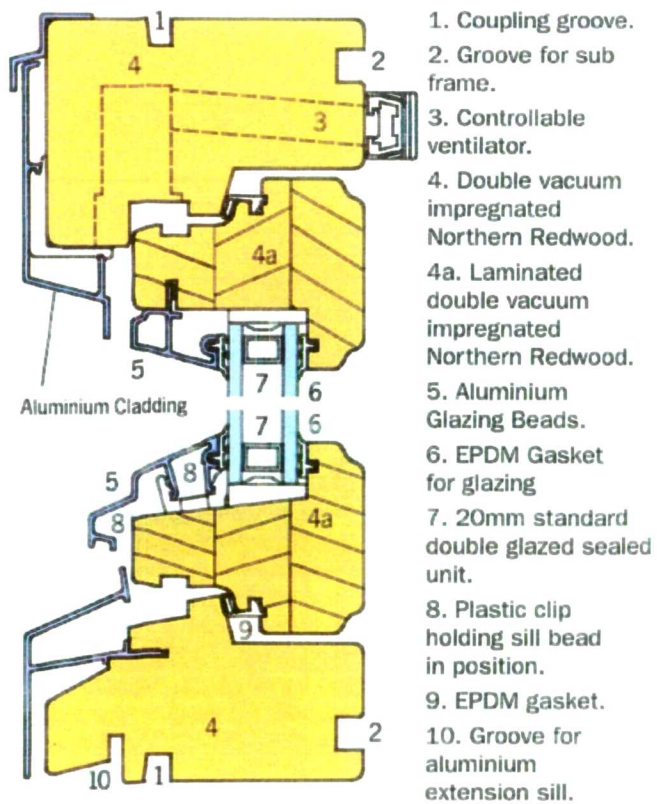 1
2
4
3
4a
5
7
6
Aluminium Cladding
7
6
5
8
8
4a
9
4
2
10
1
1. Coupling groove.
2. Groove for sub
frame.
3. Controllable
ventilator.
4. Double vacuum
impregnated
Northern Redwood.
4a. Laminated
double vacuum
impregnated
Northern Redwood.
5. Aluminium
Glazing Beads.
6. EPDM Gasket
for glazing
7. 20mm standard
double glazed sealed
unit.
8. Plastic clip
holding sill bead
in position.
9. EPDM gasket.
10. Groove for
aluminium
extension sill.